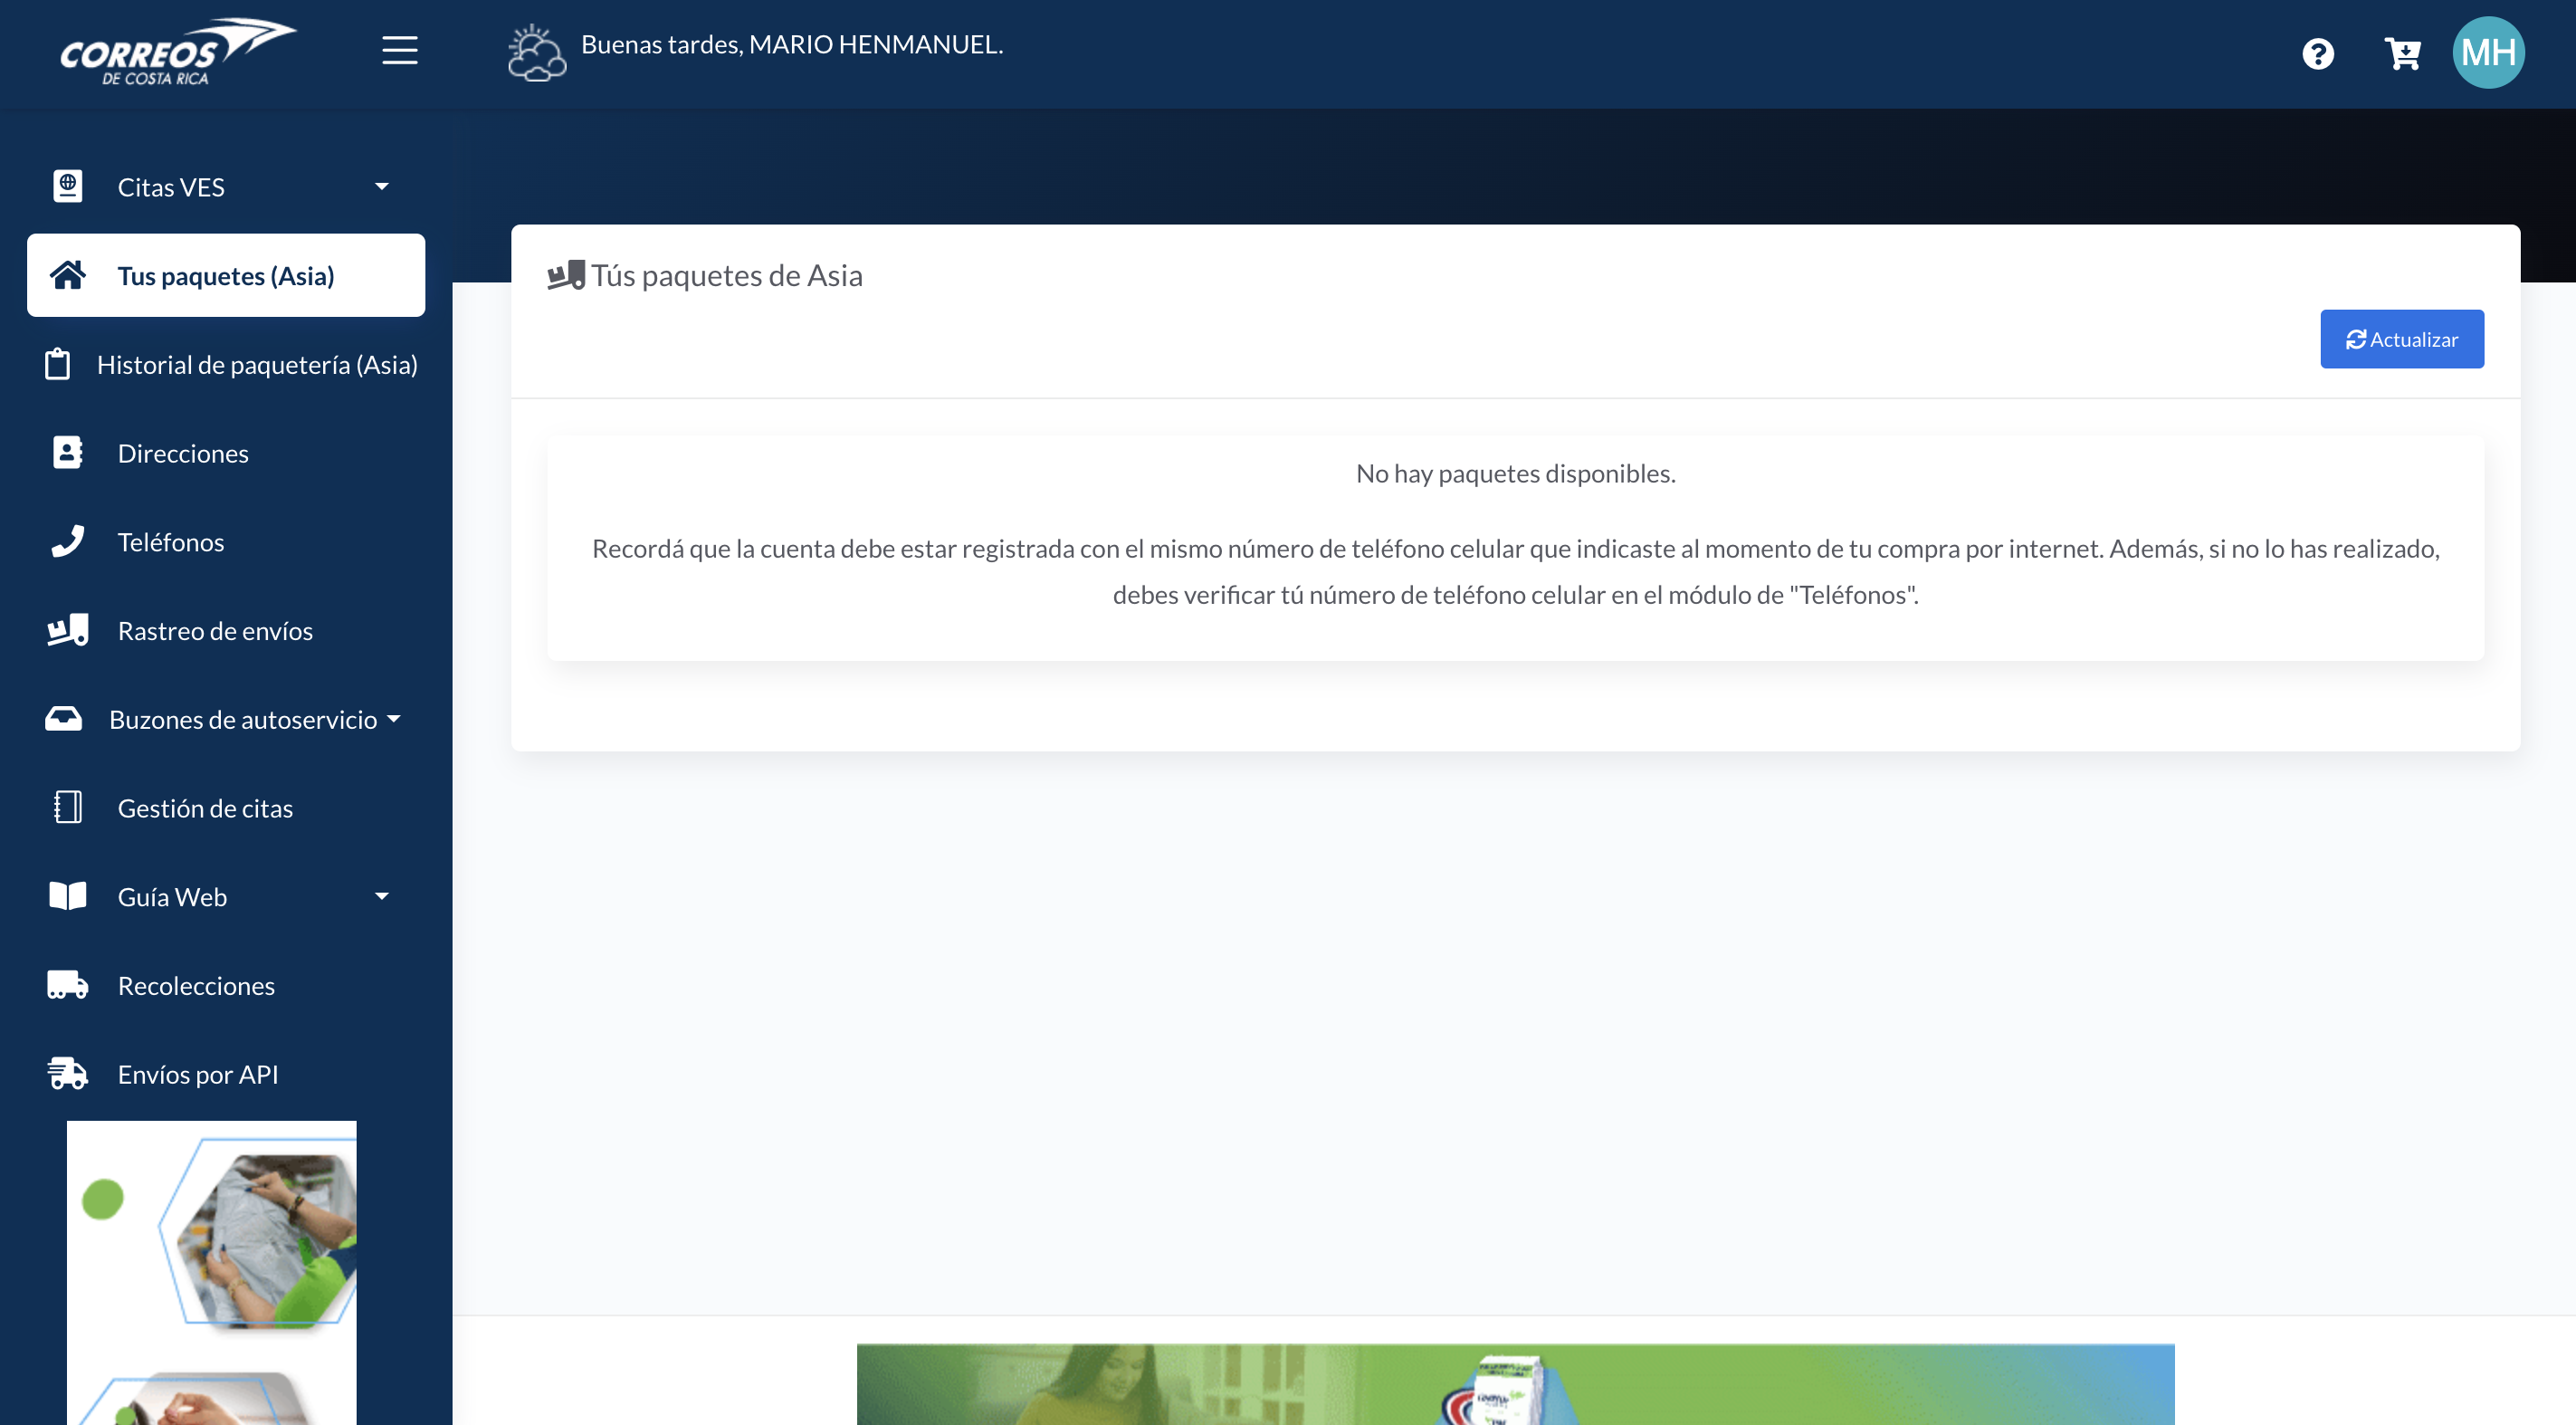 CORREOS
DE COSTA RICA
Buenas tardes, MARIO HENMANUEL.
MH
Citas VES
Tus paquetes (Asia)
Historial de paquetería (Asia)
Direcciones
Teléfonos
Rastreo de envíos
Buzones de autoservicio
Gestión de citas
Guía Web
Recolecciones
Envíos por API
Tús paquetes de Asia
Actualizar
No hay paquetes disponibles.
Recordá que la cuenta debe estar registrada con el mismo número de teléfono celular que indicaste al momento de tu compra por internet. Además, si no lo has realizado,
debes verificar tú número de teléfono celular en el módulo de "Teléfonos".